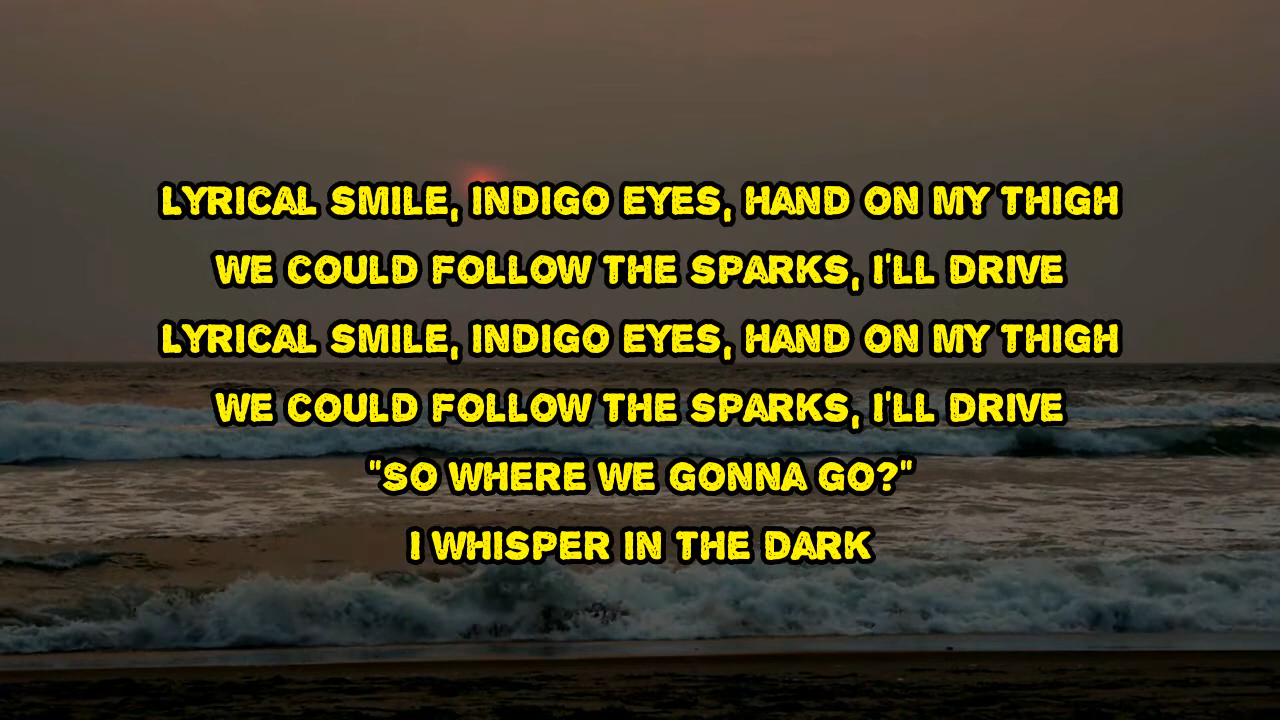 LYRICAL SMILE, INDIGO EYES, HAND ON MY THIGH
WE COULD FOLLOW THE SPARKS, I'LL DRIVE
LYRICAL SMILE, INDIGO EYES, HAND ON MY THIGH
WE COULD FOLLOW THE SPARKS, I'LL DRIVE
"SO WHERE WE GONNA GO?"
I WHISPER IN THE DARK